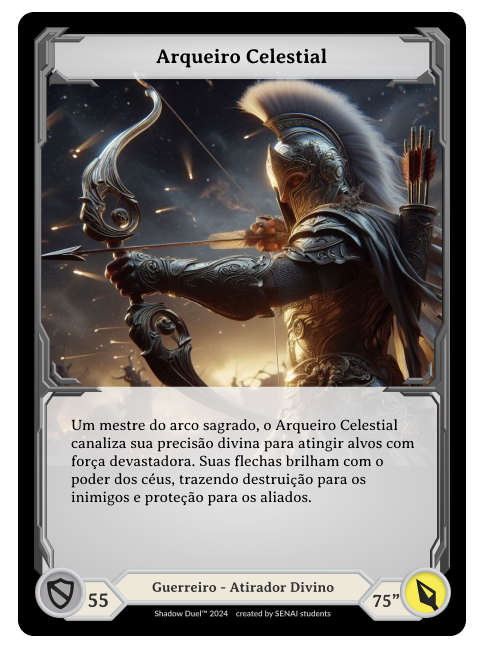 Arqueiro Celestial
Um mestre do arco sagrado, o Arqueiro Celestial
canaliza sua precisão divina para atingir alvos com
força devastadora. Suas flechas brilham com o
poder dos céus, trazendo destruição para os
inimigos e proteção para os aliados.
55
Guerreiro - Atirador Divino
75”
Shadow Duel™ 2024 created by SENAI students